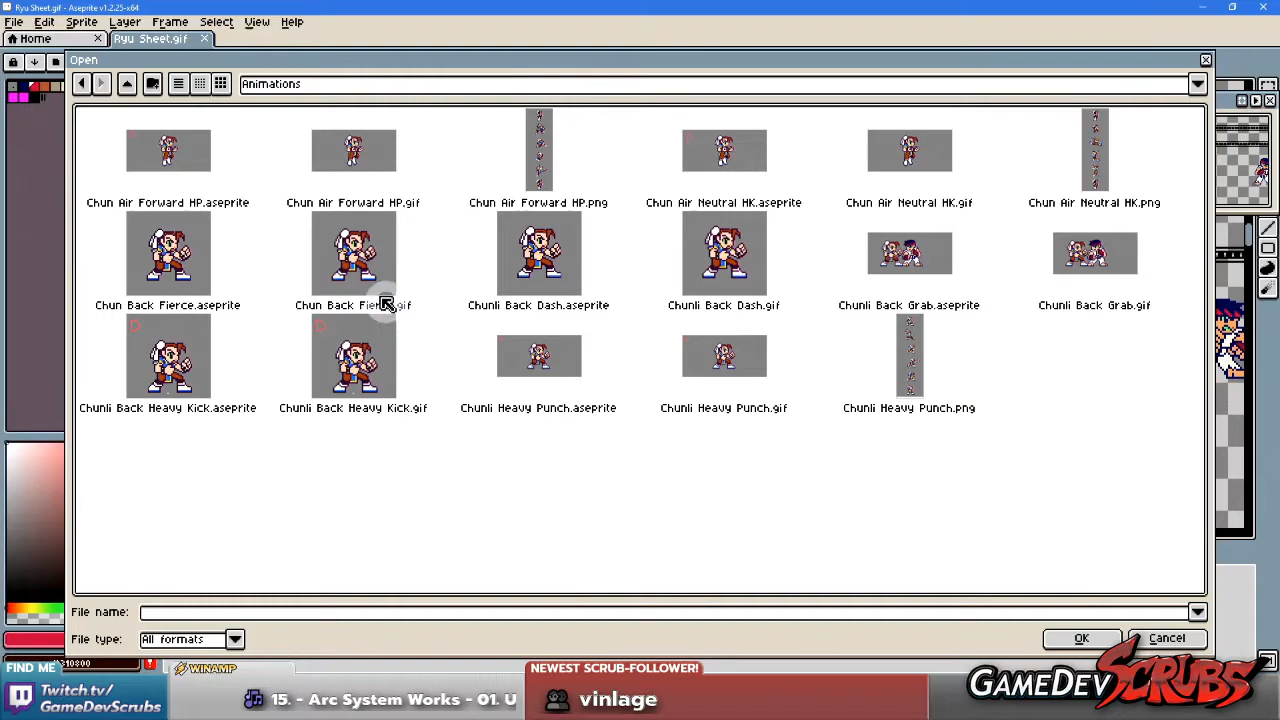 Ryu Sheet.gif - Aseprite v1.2.25-x64
File Edit Sprite Layer Frame Select View Help
Home Ryu Sheet.gif
Open
Animations
Chun Air Forward HP.aseprite Chun Air Forward HP.gif Chun Air Forward HP.png Chun Air Neutral HK.aseprite Chun Air Neutral HK.gif Chun Air Neutral HK.png
Chun Back Fierce.aseprite Chun Back Fierce.gif Chunli Back Dash.aseprite Chunli Back Dash.gif Chunli Back Grab.aseprite Chunli Back Grab.gif
Chunli Back Heavy Kick.aseprite Chunli Back Heavy Kick.gif Chunli Heavy Punch.aseprite Chunli Heavy Punch.gif Chunli Heavy Punch.png
File name:
File type: All formats OK Cancel
FIND ME WINAMP NEWEST SCRUB-FOLLOWER!
Twitch.tv/
GameDevScrubs
15. - Arc System Works - 01. U
vinlage
GAMEDEV SCRUBS